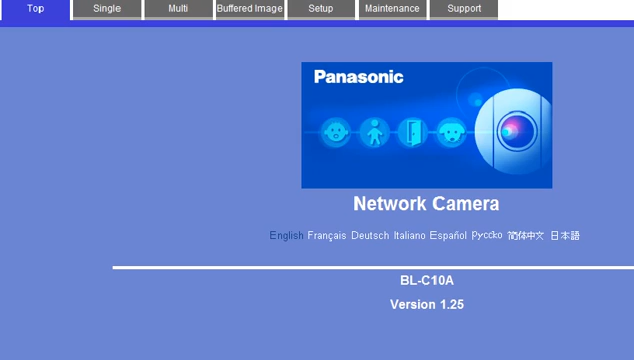 Top Single Multi Buffered Image Setup Maintenance Support
Panasonic
Network Camera
English Français Deutsch Italiano Español Русско 简体中文 日本語
BL-C10A
Version 1.25